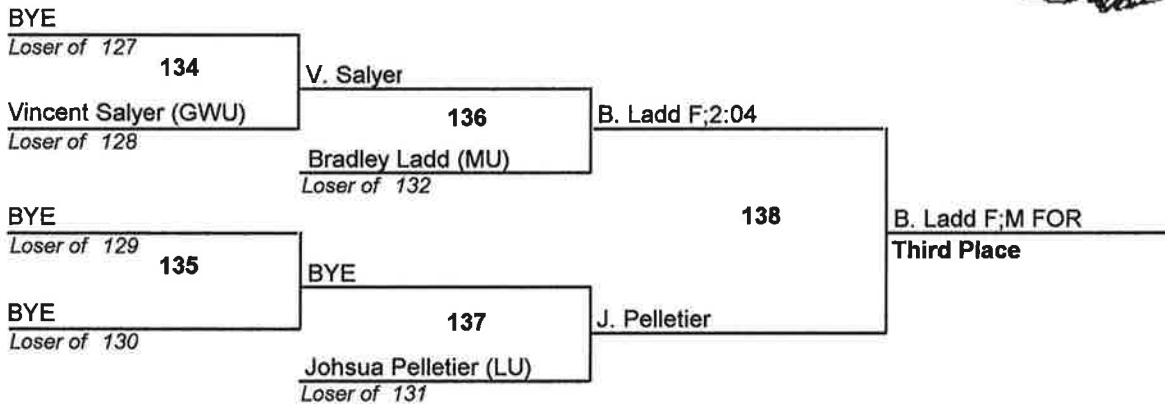 BYE
Loser of 127
134
V. Salyer
Vincent Salyer (GWU)
Loser of 128
136
B. Ladd F;2:04
Bradley Ladd (MU)
Loser of 132
BYE
Loser of 129
135
138
B. Ladd F;M FOR
Third Place
BYE
BYE
Loser of 130
137
J. Pelletier
Johsua Pelletier (LU)
Loser of 131